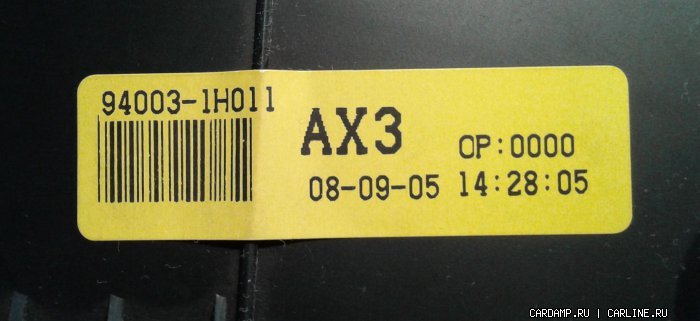 94003-1H011
AX3
OP:0000
08-09-05 14:28:05
CARDAMP.RU | CARLINE.RU